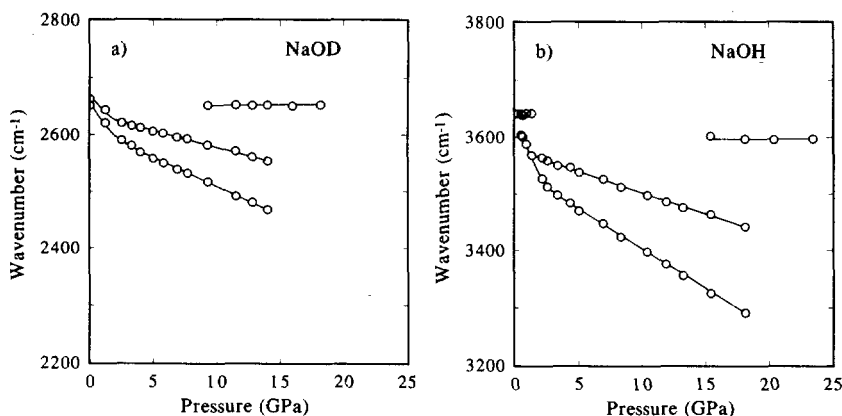 a) NaOD
2800
2600
2400
2200
Wavenumber (cm-1)
0 5 10 15 20 25
Pressure (GPa)
b) NaOH
3800
3600
3400
3200
Wavenumber (cm-1)
0 5 10 15 20 25
Pressure (GPa)